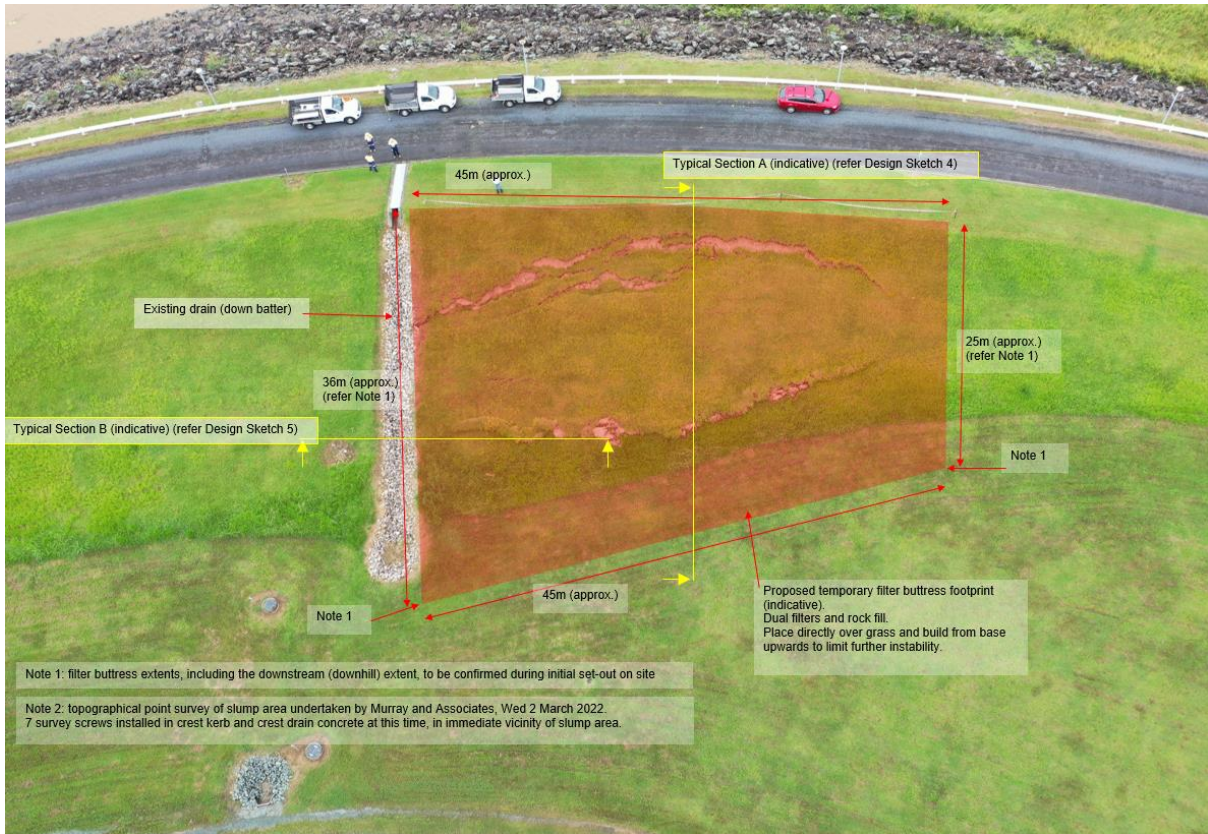 Typical Section A (indicative) (refer Design Sketch 4)
45m (approx.)
Existing drain (down batter)
25m (approx.)
(refer Note 1)
36m (approx.)
(refer Note 1)
Typical Section B (indicative) (refer Design Sketch 5)
Note 1
45m (approx.)
Note 1
Proposed temporary filter buttress footprint
(indicative).
Dual filters and rock fill.
Place directly over grass and build from base
upwards to limit further instability.
Note 1: filter buttress extents, including the downstream (downhill) extent, to be confirmed during initial set-out on site
Note 2: topographical point survey of slump area undertaken by Murray and Associates, Wed 2 March 2022.
7 survey screws installed in crest kerb and crest drain concrete at this time, in immediate vicinity of slump area.